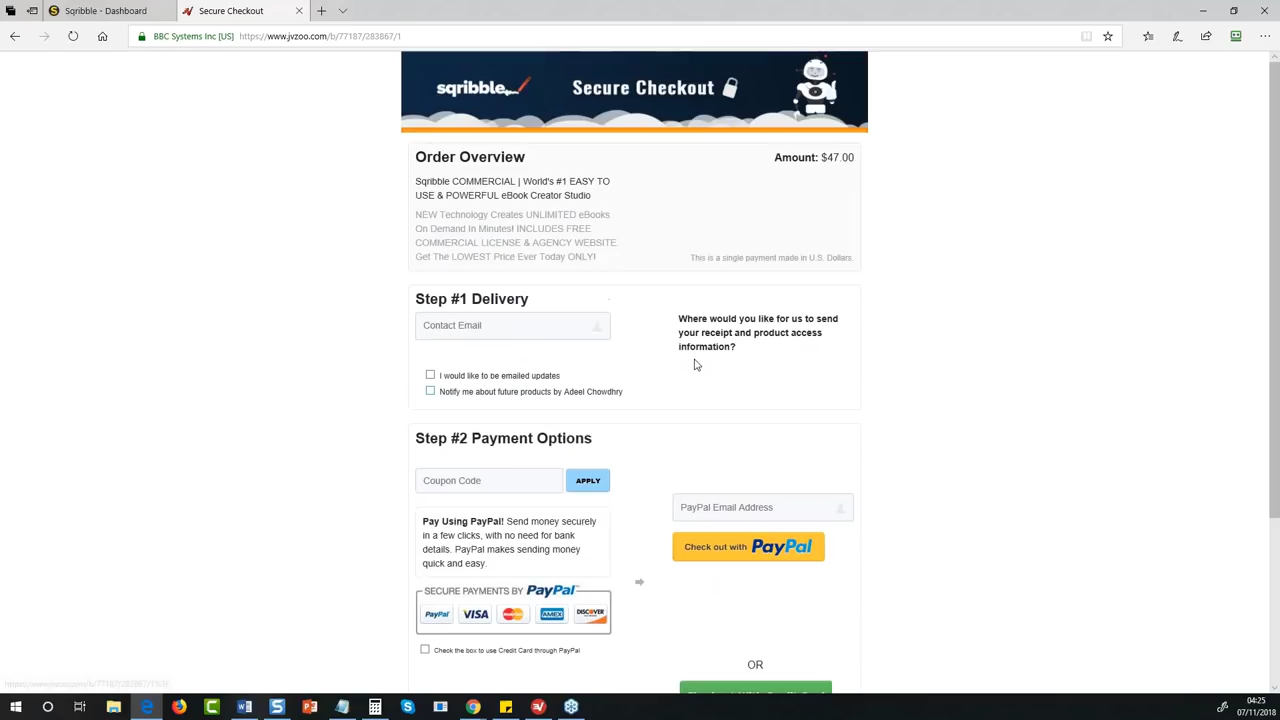 Sqribble - Dashboard
Secure Checkout
BBC Systems Inc [US]
https://www.jvzoo.com/b/77187/283867/1
sqribble
Secure Checkout
Order Overview
Amount: $47.00
Sqribble COMMERCIAL | World's #1 EASY TO
USE & POWERFUL eBook Creator Studio
NEW Technology Creates UNLIMITED eBooks
On Demand In Minutes! INCLUDES FREE
COMMERCIAL LICENSE & AGENCY WEBSITE.
Get The LOWEST Price Ever Today ONLY!
This is a single payment made in U.S. Dollars.
Step #1 Delivery
Contact Email
Where would you like for us to send
your receipt and product access
information?
I would like to be emailed updates
Notify me about future products by Adeel Chowdhry
Step #2 Payment Options
Coupon Code
APPLY
PayPal Email Address
Pay Using PayPal! Send money securely
in a few clicks, with no need for bank
details. PayPal makes sending money
quick and easy.
Check out with PayPal
SECURE PAYMENTS BY PayPal
PayPal VISA MasterCard AMEX DISCOVER
Check the box to use Credit Card through PayPal
OR
04:25
07/11/2018